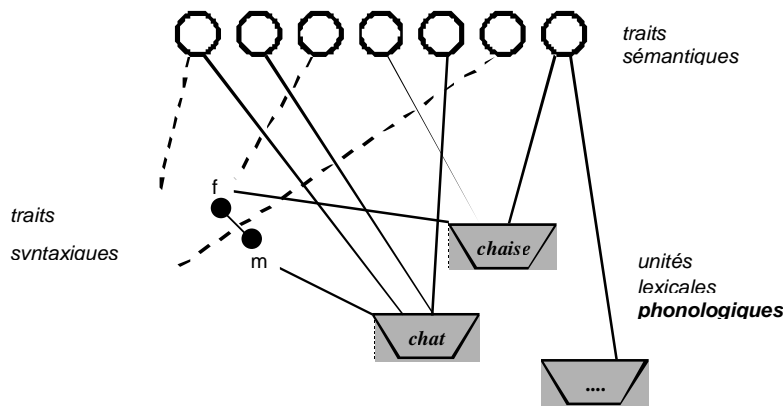 traits
sémantiques
f
traits
syntaxiques
m
chaise
unités
lexicales
phonologiques
chat
....